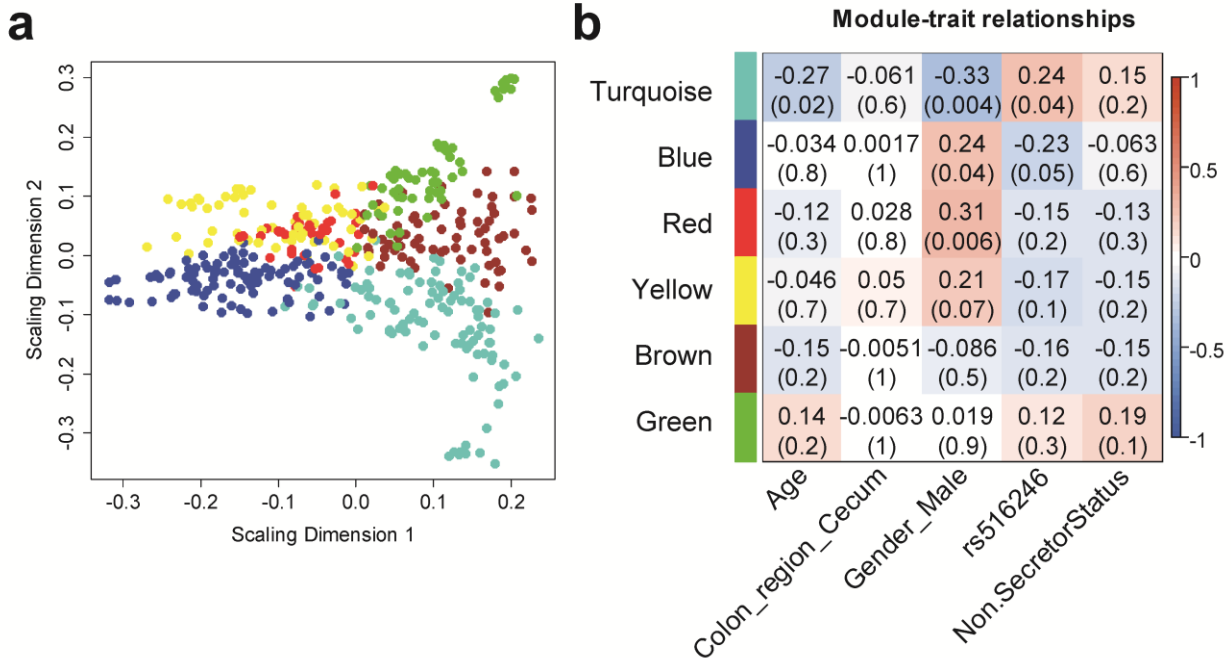 a
Scaling Dimension 2
0.3
0.2
0.1
0.0
-0.1
-0.2
-0.3
-0.3 -0.2 -0.1 0.0 0.1 0.2
Scaling Dimension 1
b
Module-trait relationships
Turquoise -0.27 -0.061 -0.33 0.24 0.15
(0.02) (0.6) (0.004) (0.04) (0.2)
Blue -0.034 0.0017 0.24 -0.23 -0.063
(0.8) (1) (0.04) (0.05) (0.6)
Red -0.12 0.028 0.31 -0.15 -0.13
(0.3) (0.8) (0.006) (0.2) (0.3)
Yellow -0.046 0.05 0.21 -0.17 -0.15
(0.7) (0.7) (0.07) (0.1) (0.2)
Brown -0.15 -0.0051 -0.086 -0.16 -0.15
(0.2) (1) (0.5) (0.2) (0.2)
Green 0.14 -0.0063 0.019 0.12 0.19
(0.2) (1) (0.9) (0.3) (0.1)
Age
Colon_region_Cecum
Gender_Male
rs516246
Non.SecretorStatus
1
0.5
0
-0.5
-1